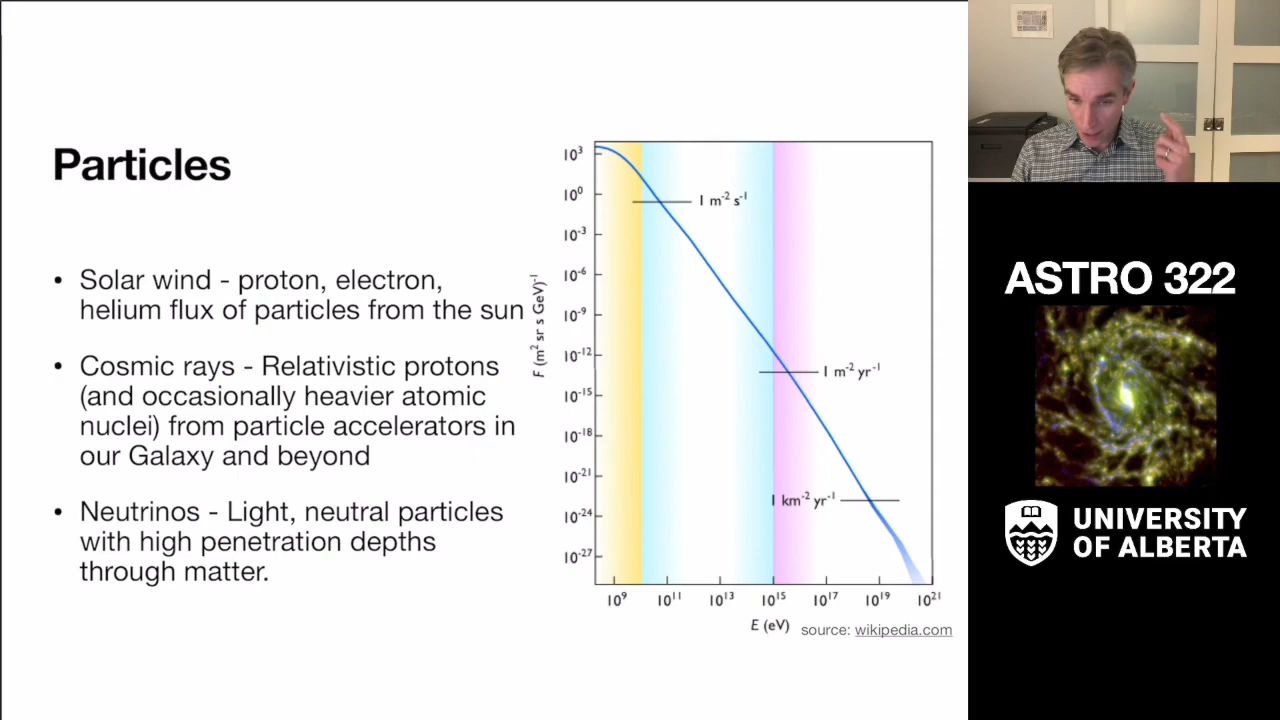 Particles
• Solar wind - proton, electron,
helium flux of particles from the sun
• Cosmic rays - Relativistic protons
(and occasionally heavier atomic
nuclei) from particle accelerators in
our Galaxy and beyond
• Neutrinos - Light, neutral particles
with high penetration depths
through matter.
F (m² sr s GeV)⁻¹
10³
10⁰
10⁻³
10⁻⁶
10⁻⁹
10⁻¹²
10⁻¹⁵
10⁻¹⁸
10⁻²¹
10⁻²⁴
10⁻²⁷
1 m⁻² s⁻¹
1 m⁻² yr⁻¹
1 km⁻² yr⁻¹
10⁹ 10¹¹ 10¹³ 10¹⁵ 10¹⁷ 10¹⁹ 10²¹
E (eV)
source: wikipedia.com
ASTRO 322
UNIVERSITY
OF ALBERTA